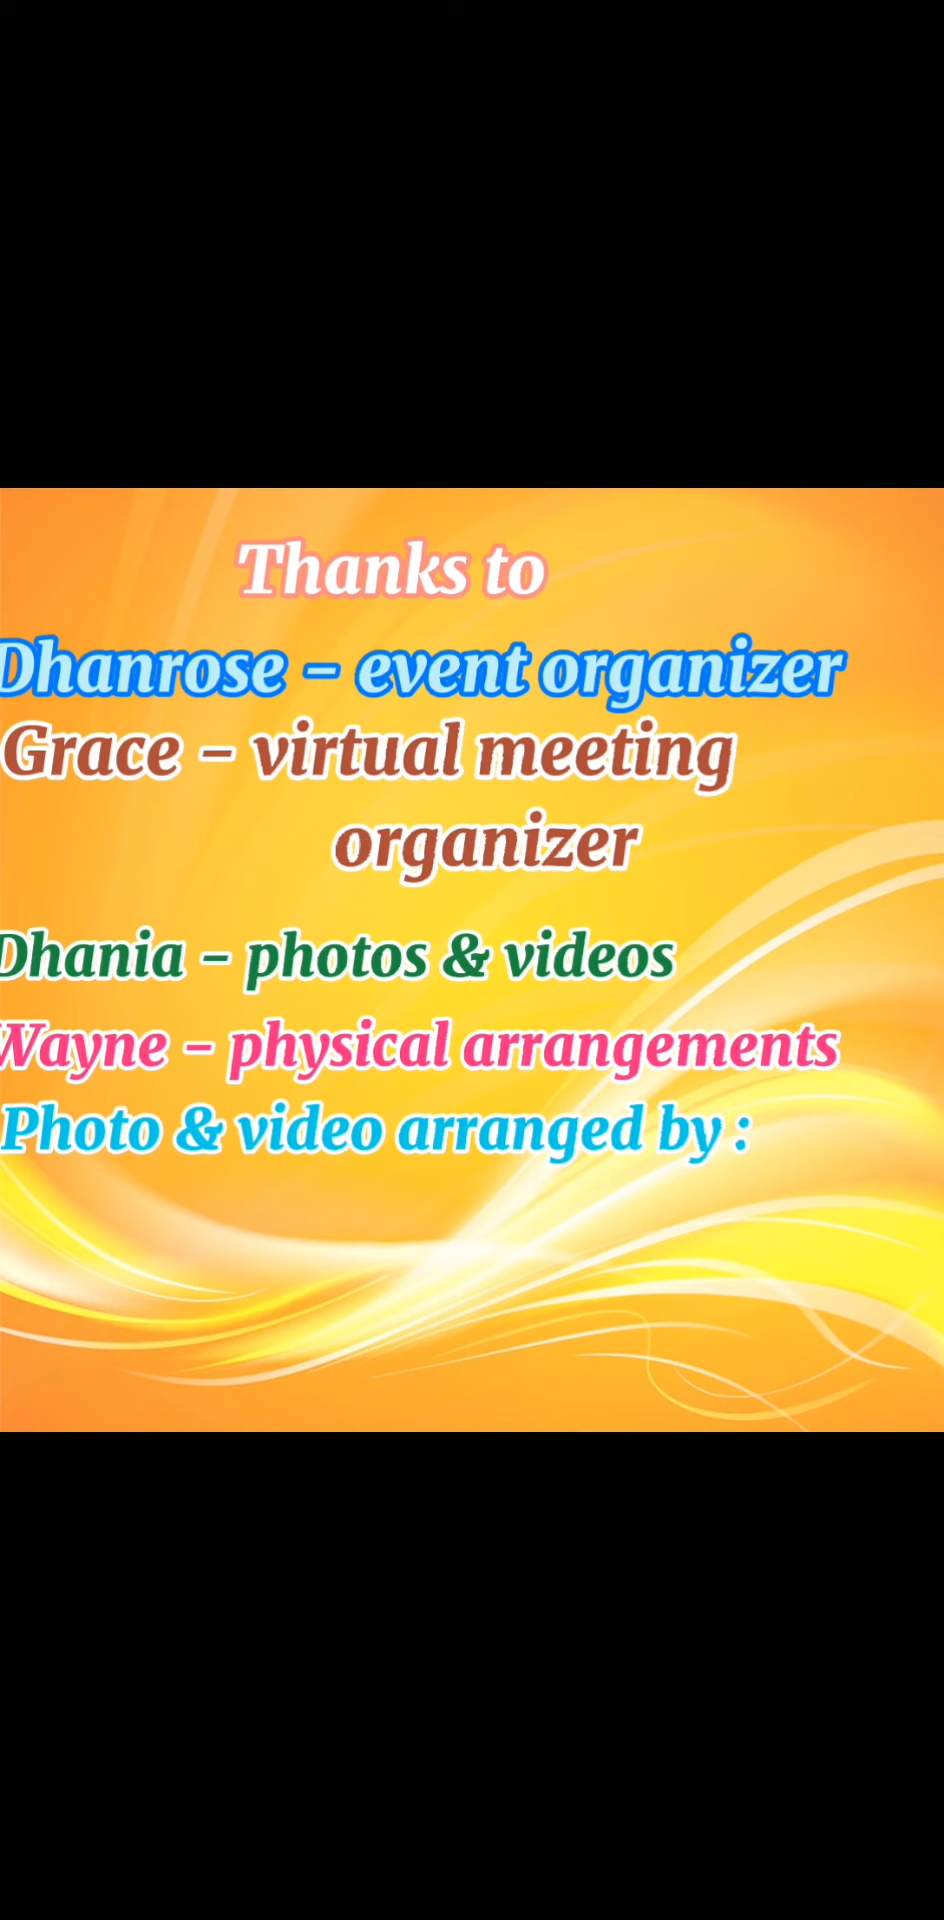 Thanks to
Dhanrose - event organizer
Grace - virtual meeting
organizer
Dhania - photos & videos
Wayne - physical arrangements
Photo & video arranged by :